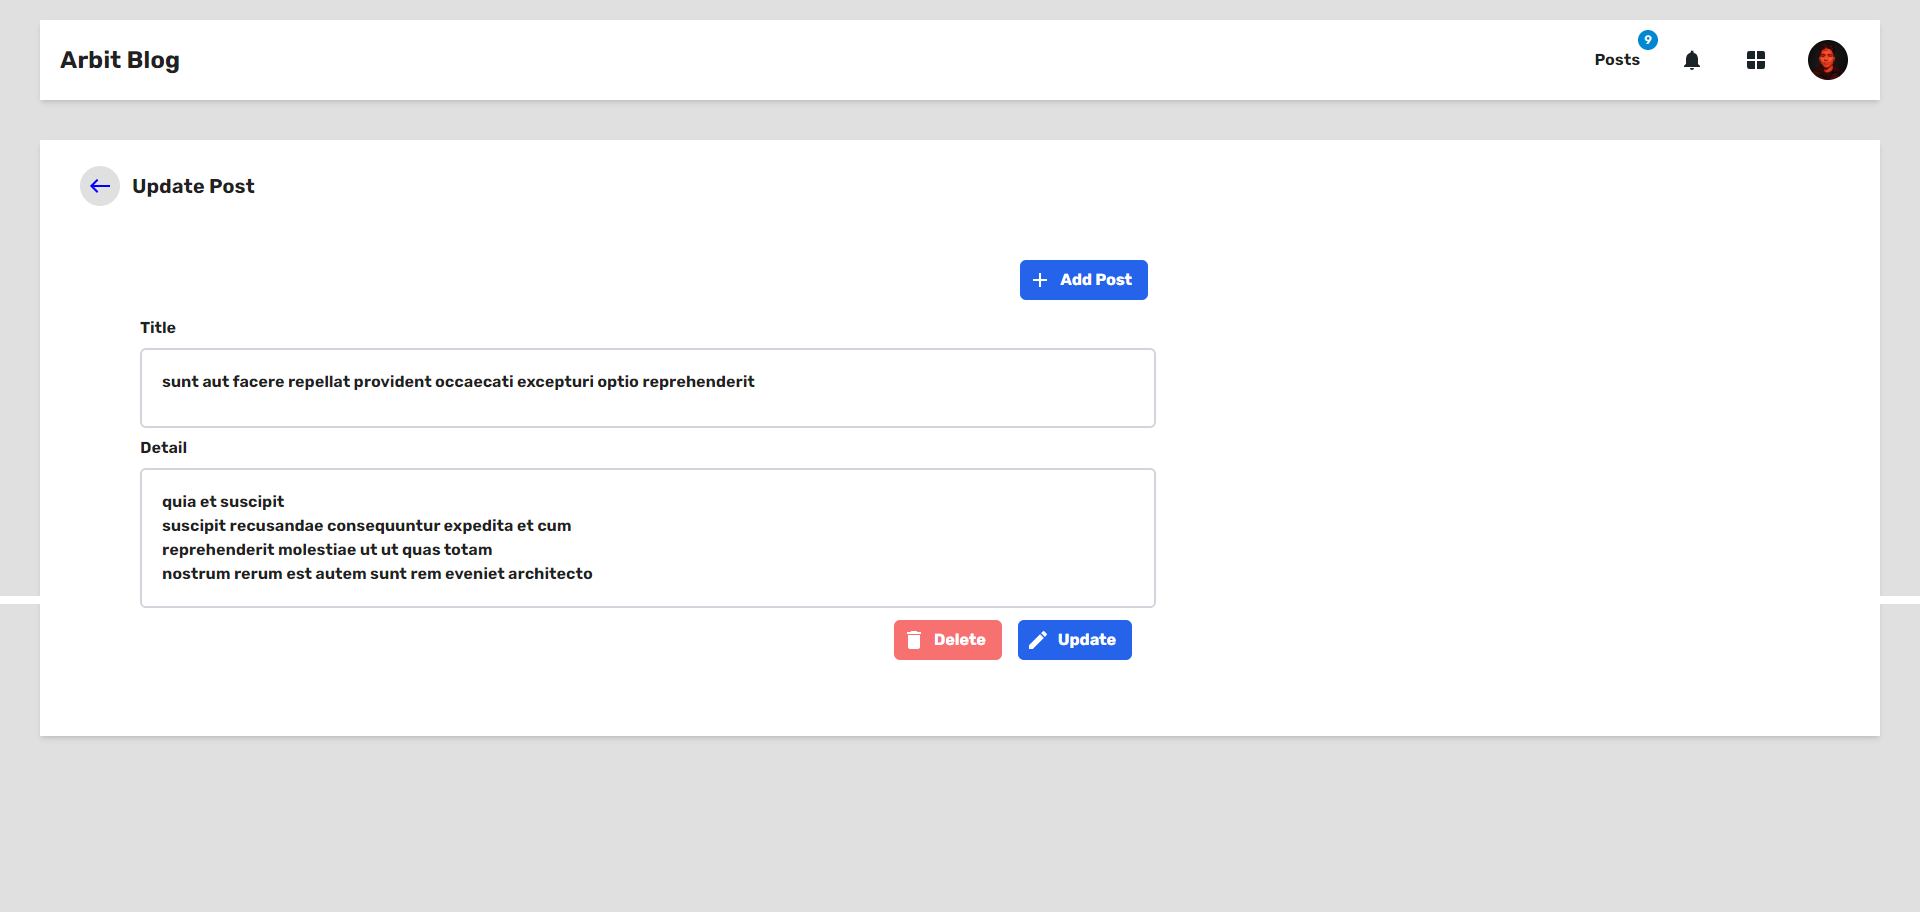 Arbit Blog
Posts
9
Update Post
Add Post
Title
sunt aut facere repellat provident occaecati excepturi optio reprehenderit
Detail
quia et suscipit
suscipit recusandae consequuntur expedita et cum
reprehenderit molestiae ut ut quas totam
nostrum rerum est autem sunt rem eveniet architecto
Delete
Update